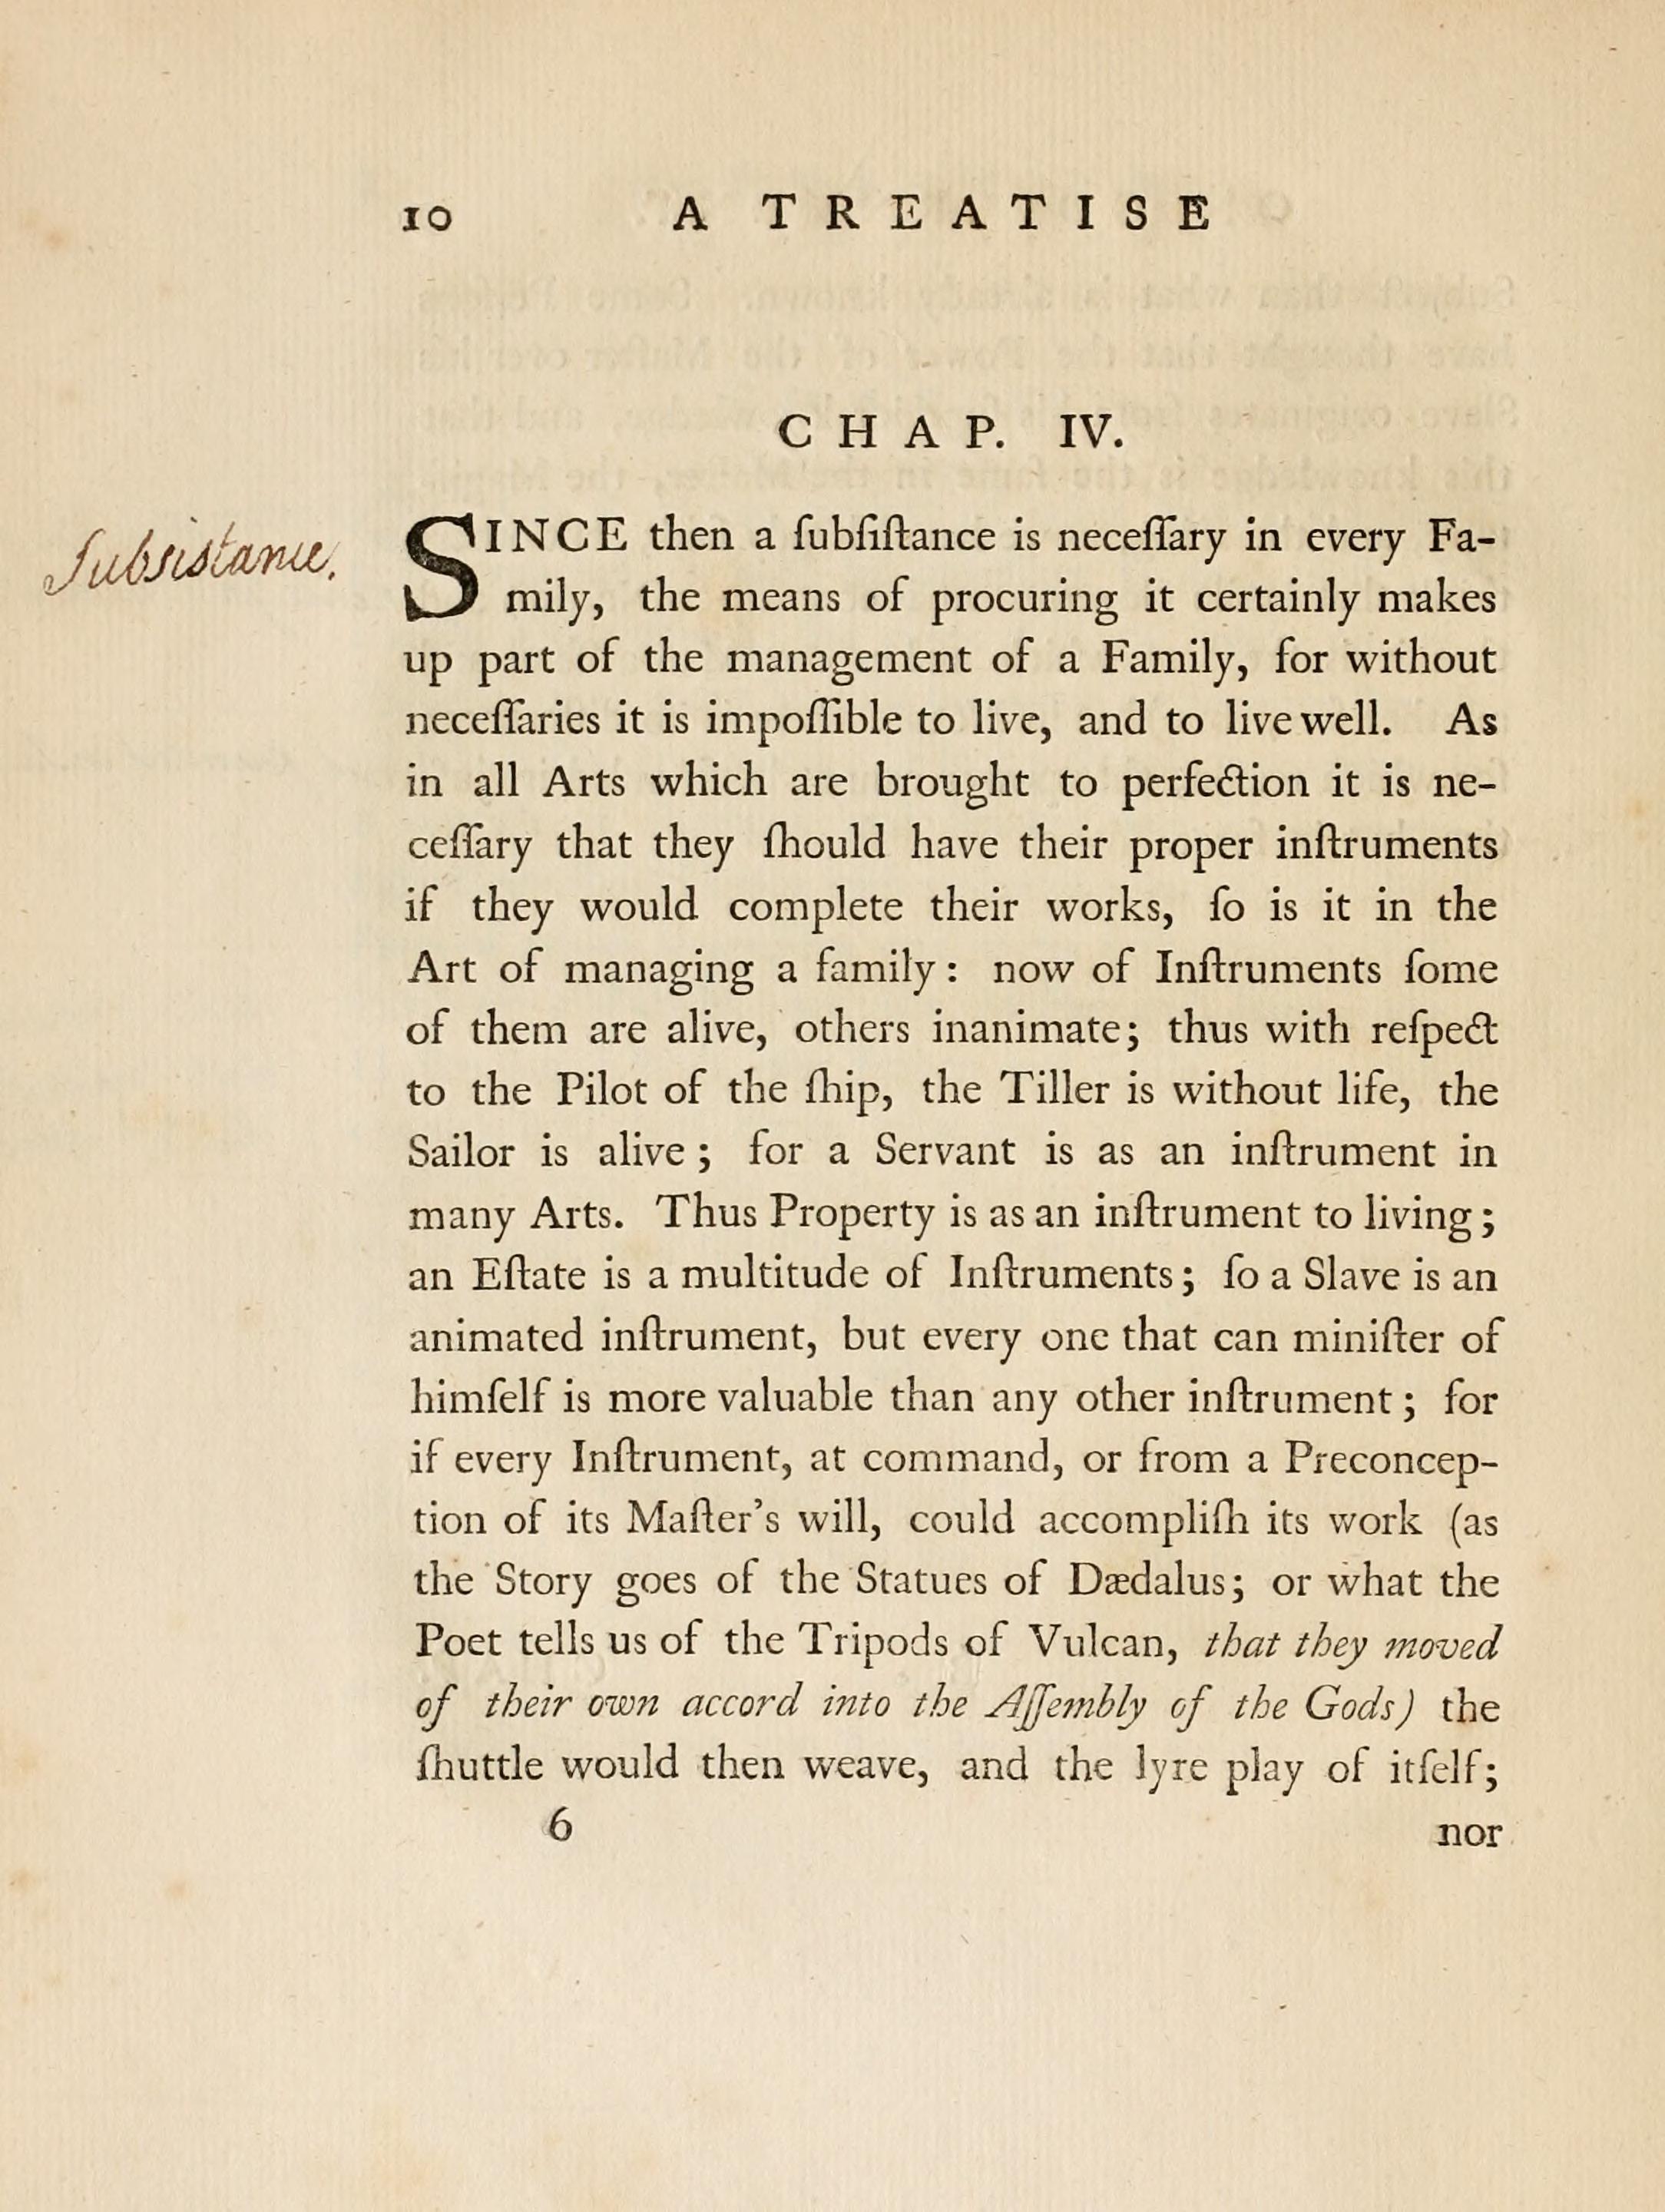 10 A TREATISE
CHAP. IV.
Subsistance.
SINCE then a ſubſiſtance is neceſſary in every Fa-
mily, the means of procuring it certainly makes
up part of the management of a Family, for without
neceſſaries it is impoſſible to live, and to live well. As
in all Arts which are brought to perfection it is ne-
ceſſary that they ſhould have their proper inſtruments
if they would complete their works, ſo is it in the
Art of managing a family: now of Inſtruments ſome
of them are alive, others inanimate; thus with reſpect
to the Pilot of the ſhip, the Tiller is without life, the
Sailor is alive; for a Servant is as an inſtrument in
many Arts. Thus Property is as an inſtrument to living;
an Eſtate is a multitude of Inſtruments; ſo a Slave is an
animated inſtrument, but every one that can miniſter of
himſelf is more valuable than any other inſtrument; for
if every Inſtrument, at command, or from a Preconcep-
tion of its Maſter's will, could accompliſh its work (as
the Story goes of the Statues of Dædalus; or what the
Poet tells us of the Tripods of Vulcan, that they moved
of their own accord into the Aſſembly of the Gods) the
ſhuttle would then weave, and the lyre play of itſelf;
6 nor